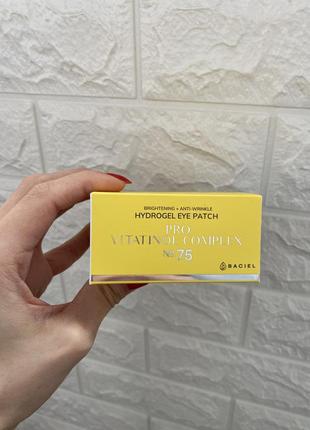 BRIGHTENING + ANTI-WRINKLE
HYDROGEL EYE PATCH
PRO
VITATINOL COMPLEX
№ 75
BACIEL